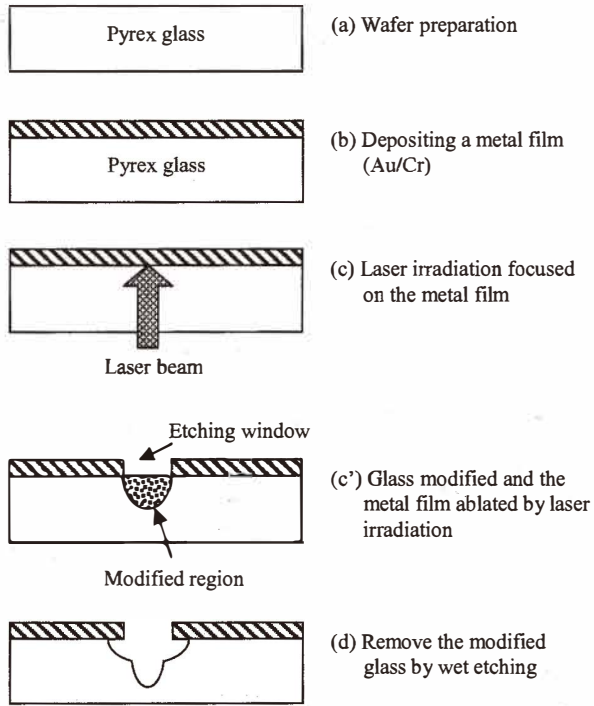 Pyrex glass
(a) Wafer preparation
Pyrex glass
(b) Depositing a metal film
(Au/Cr)
(c) Laser irradiation focused
on the metal film
Laser beam
Etching window
(c') Glass modified and the
metal film ablated by laser
irradiation
Modified region
(d) Remove the modified
glass by wet etching